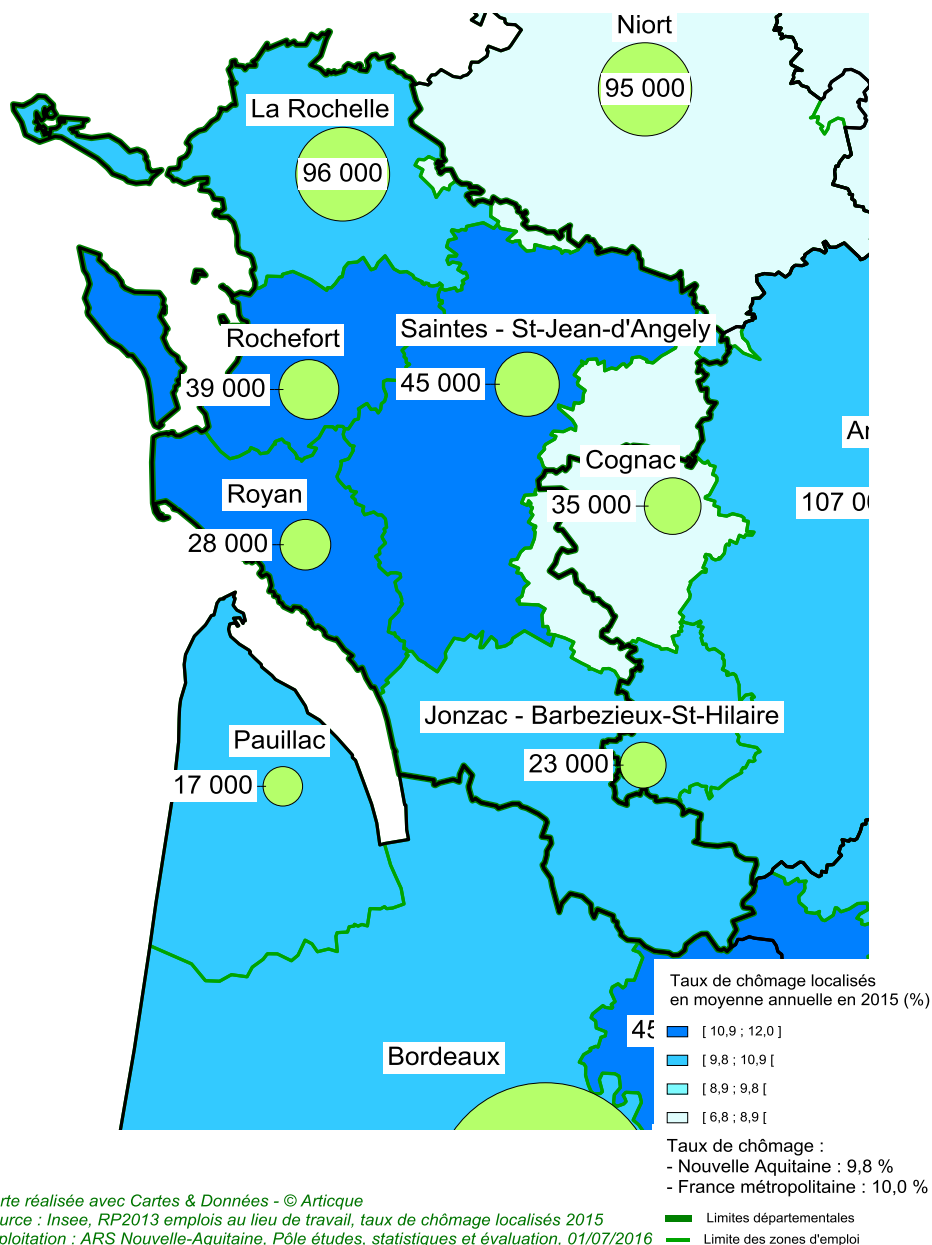 Niort
95 000
La Rochelle
96 000
Rochefort
39 000
Saintes - St-Jean-d'Angely
45 000
Cognac
35 000
107 00
Royan
28 000
Jonzac - Barbezieux-St-Hilaire
23 000
Pauillac
17 000
Bordeaux
45
Taux de chômage localisés
en moyenne annuelle en 2015 (%)
[ 10,9 ; 12,0 ]
[ 9,8 ; 10,9 [
[ 8,9 ; 9,8 [
[ 6,8 ; 8,9 [
Taux de chômage :
- Nouvelle Aquitaine : 9,8 %
- France métropolitaine : 10,0 %
Limites départementales
Limite des zones d'emploi
rte réalisée avec Cartes & Données - © Articque
urce : Insee, RP2013 emplois au lieu de travail, taux de chômage localisés 2015
ploitation : ARS Nouvelle-Aquitaine, Pôle études, statistiques et évaluation, 01/07/2016